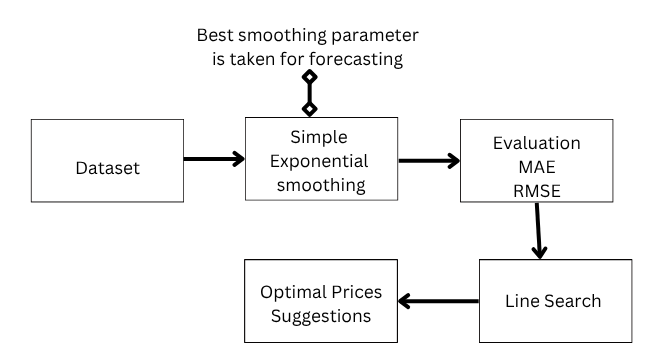 Best smoothing parameter
is taken for forecasting
Dataset
Simple
Exponential
smoothing
Evaluation
MAE
RMSE
Line Search
Optimal Prices
Suggestions